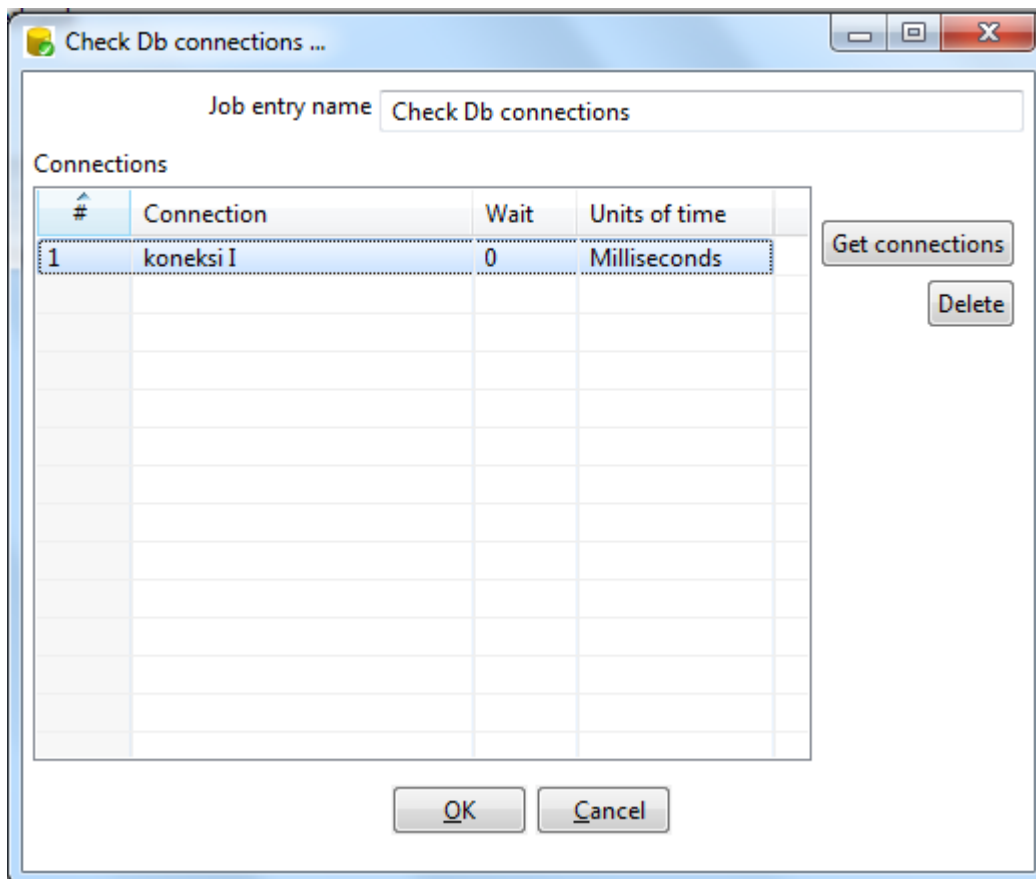 Check Db connections ...
Job entry name Check Db connections
Connections
# Connection Wait Units of time
Get connections
1 koneksi I 0 Milliseconds
Delete
OK Cancel